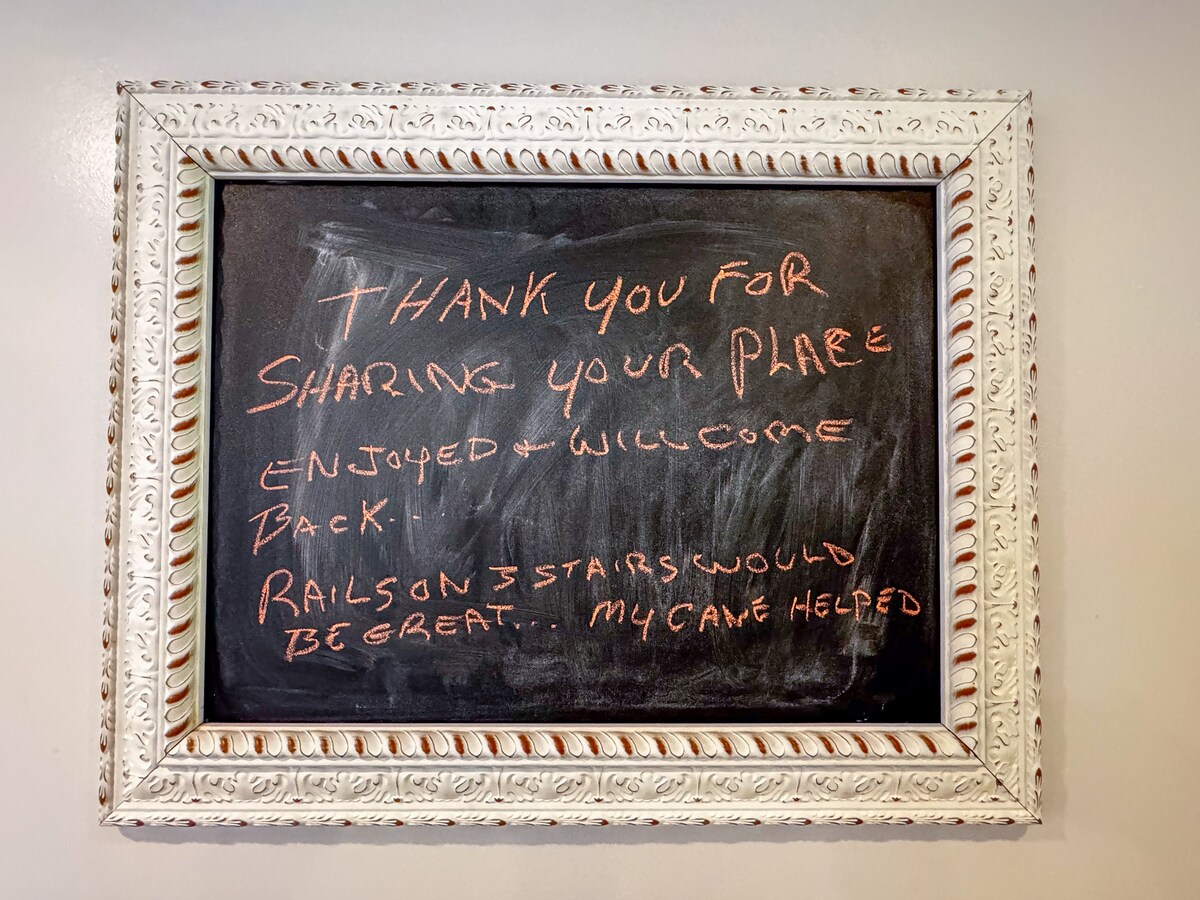 THANK YOU FOR
SHARING YOUR PLACE
ENJOYED & WILL COME
BACK..
RAILS ON 3 STAIRS WOULD
BE GREAT... MY CANE HELPED